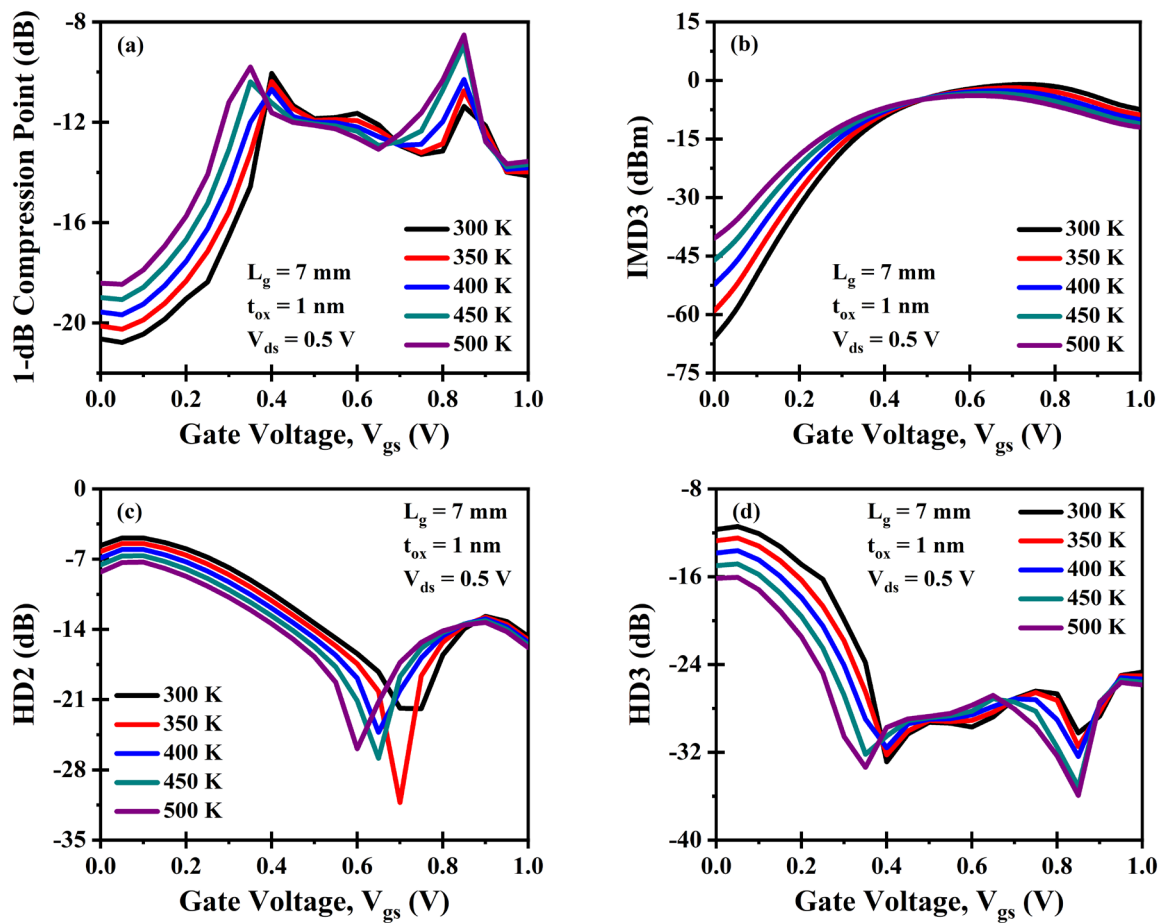 (a)
1-dB Compression Point (dB)
-8
-12
-16
-20
300 K
350 K
400 K
450 K
500 K
L_g = 7 mm
t_ox = 1 nm
V_ds = 0.5 V
0.0 0.2 0.4 0.6 0.8 1.0
Gate Voltage, V_gs (V)
(b)
IMD3 (dBm)
15
0
-15
-30
-45
-60
-75
300 K
350 K
400 K
450 K
500 K
L_g = 7 mm
t_ox = 1 nm
V_ds = 0.5 V
0.0 0.2 0.4 0.6 0.8 1.0
Gate Voltage, V_gs (V)
(c)
HD2 (dB)
0
-7
-14
-21
-28
-35
L_g = 7 mm
t_ox = 1 nm
V_ds = 0.5 V
300 K
350 K
400 K
450 K
500 K
0.0 0.2 0.4 0.6 0.8 1.0
Gate Voltage, V_gs (V)
(d)
HD3 (dB)
-8
-16
-24
-32
-40
L_g = 7 mm
t_ox = 1 nm
V_ds = 0.5 V
300 K
350 K
400 K
450 K
500 K
0.0 0.2 0.4 0.6 0.8 1.0
Gate Voltage, V_gs (V)